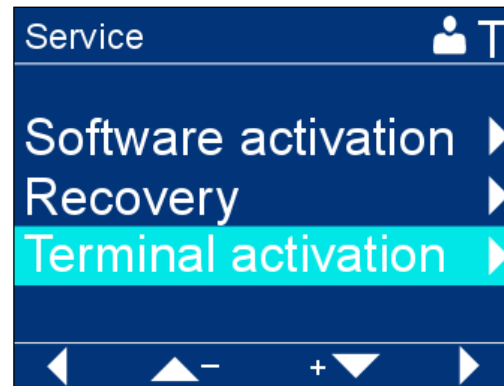 Service T
Software activation
Recovery
Terminal activation
- +